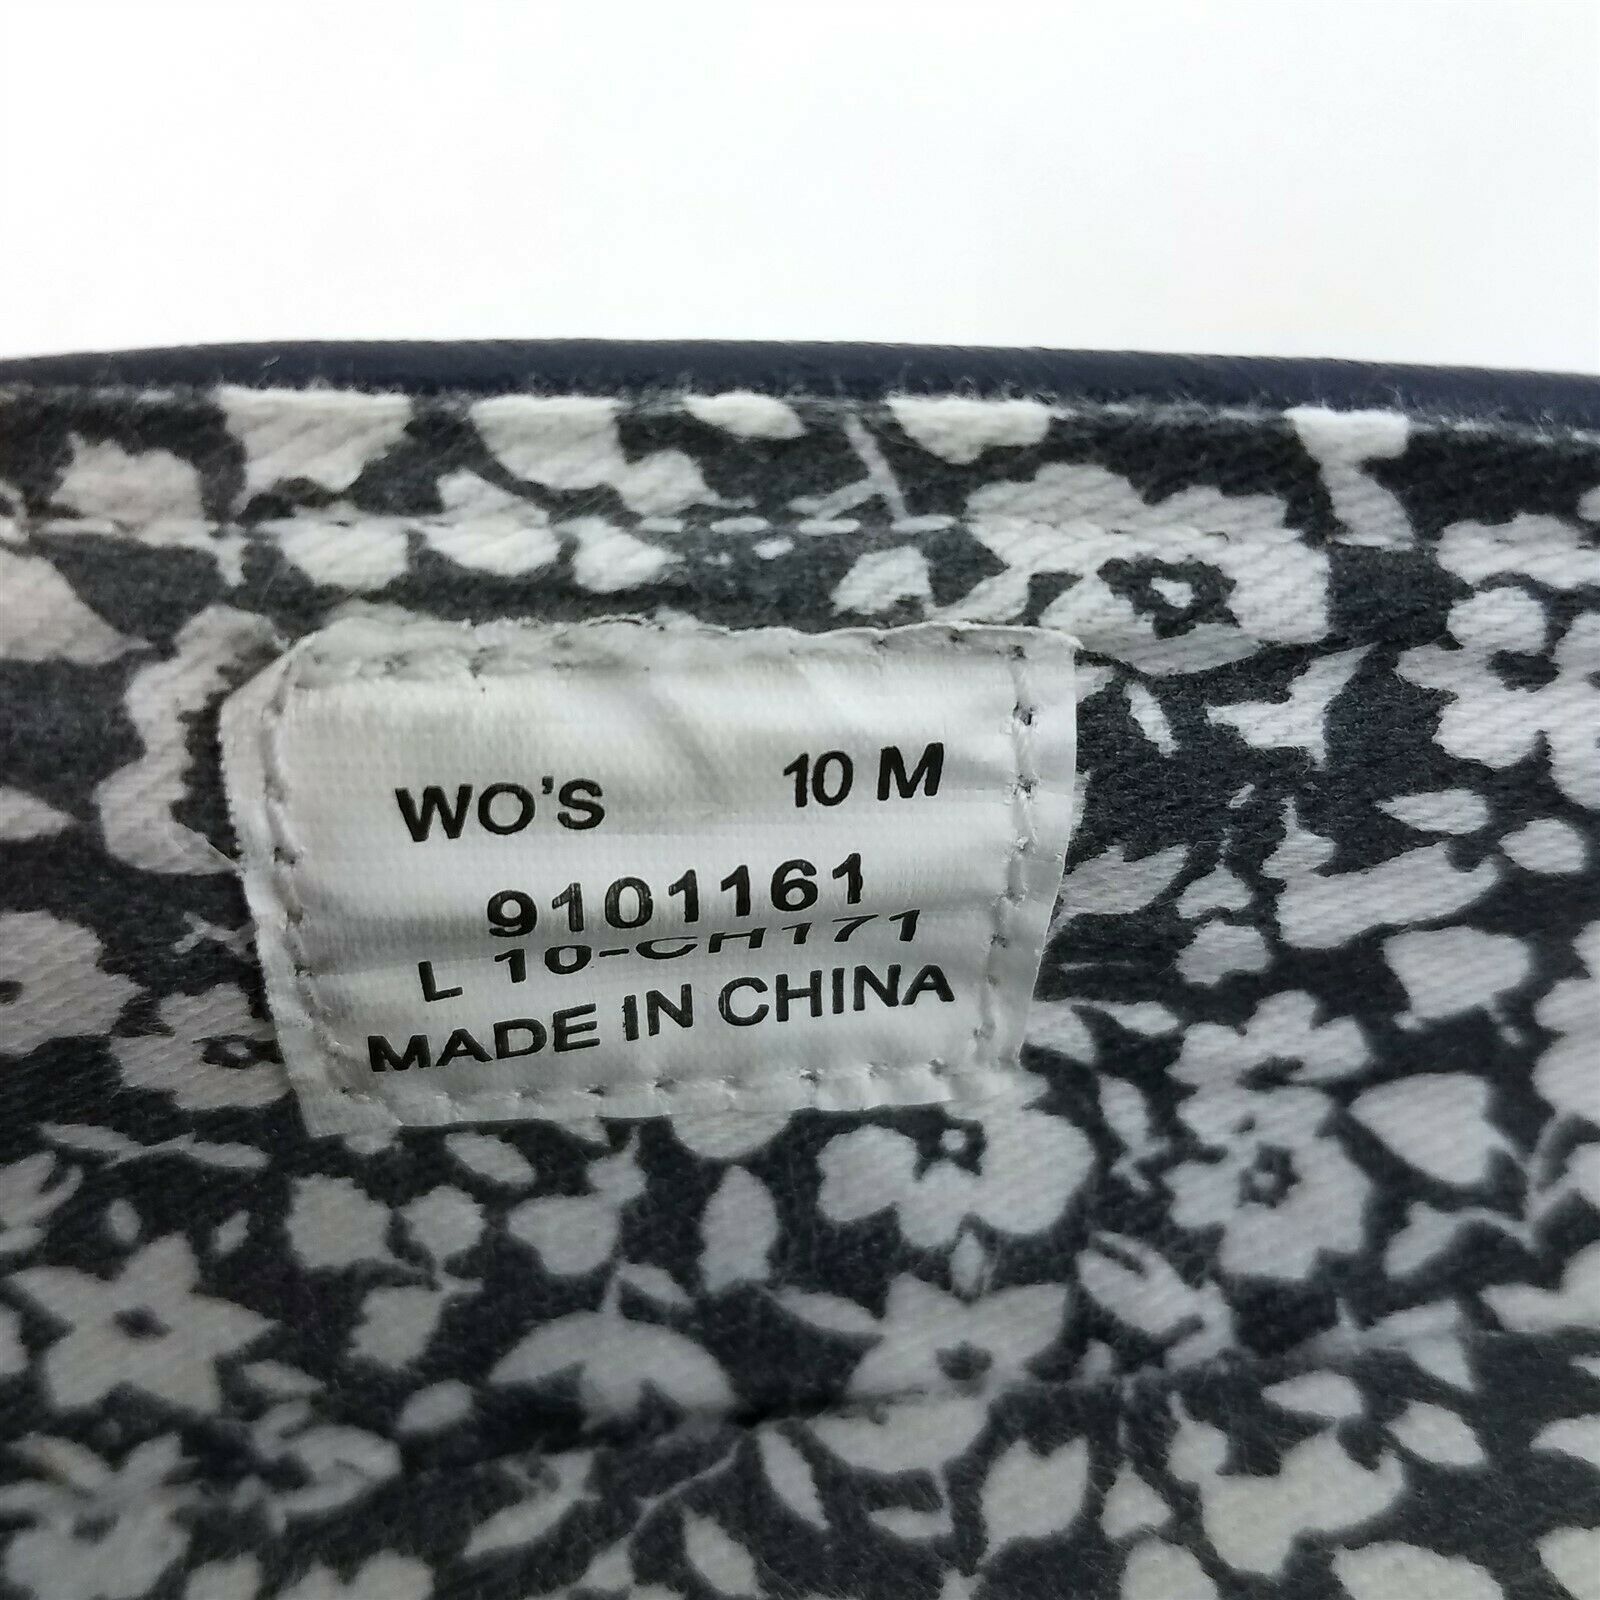 WO'S 10 M
9101161
L 10-CH171
MADE IN CHINA